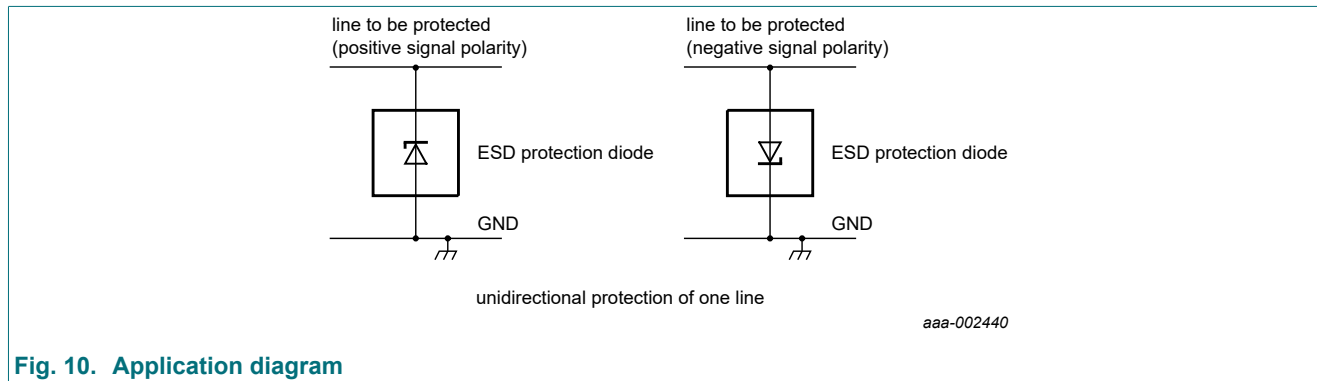 line to be protected
(positive signal polarity)
line to be protected
(negative signal polarity)
ESD protection diode
ESD protection diode
GND
GND
unidirectional protection of one line
aaa-002440
Fig. 10. Application diagram